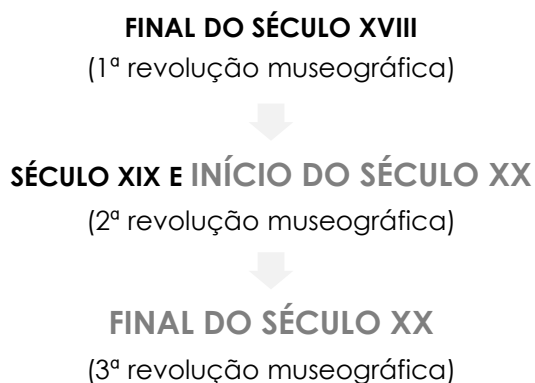 FINAL DO SÉCULO XVIII
(1ª revolução museográfica)
SÉCULO XIX E INÍCIO DO SÉCULO XX
(2ª revolução museográfica)
FINAL DO SÉCULO XX
(3ª revolução museográfica)